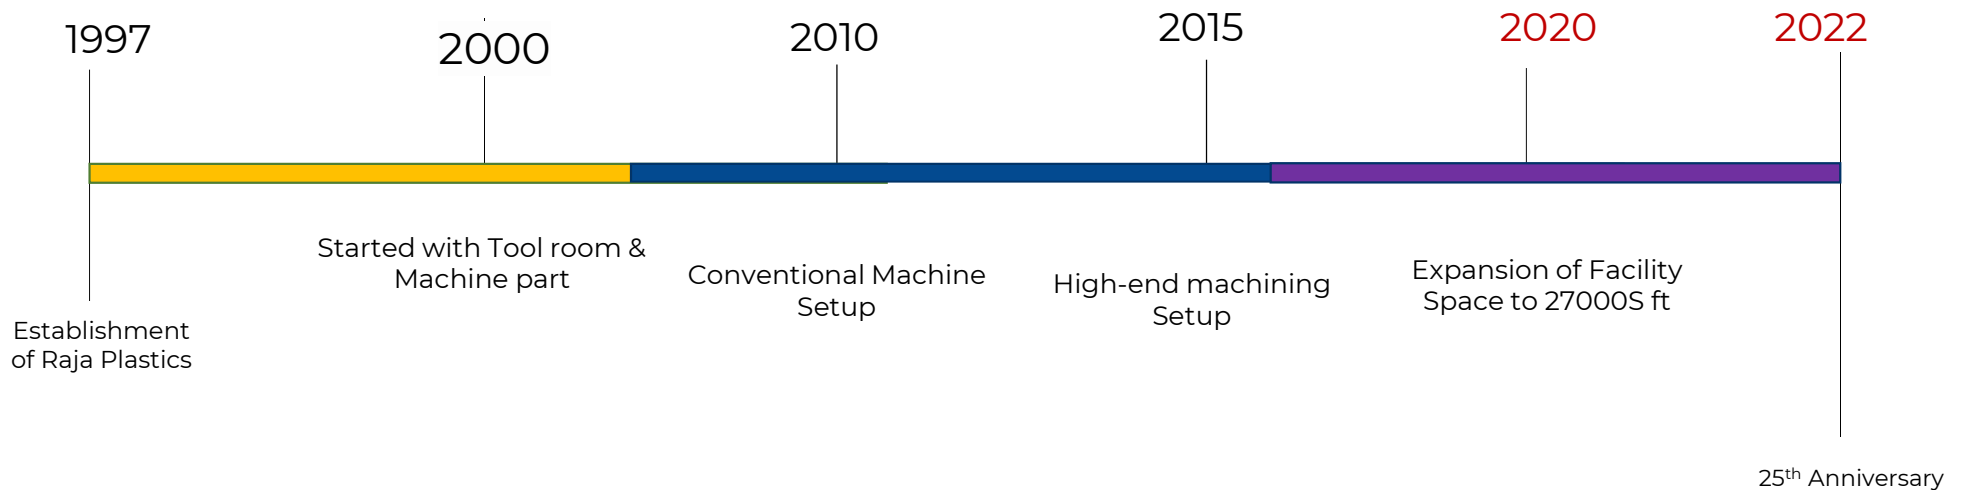 1997
2000
2010
2015
2020
2022
Started with Tool room &
Machine part
Conventional Machine
Setup
High-end machining
Setup
Expansion of Facility
Space to 27000S ft
Establishment
of Raja Plastics
25th Anniversary